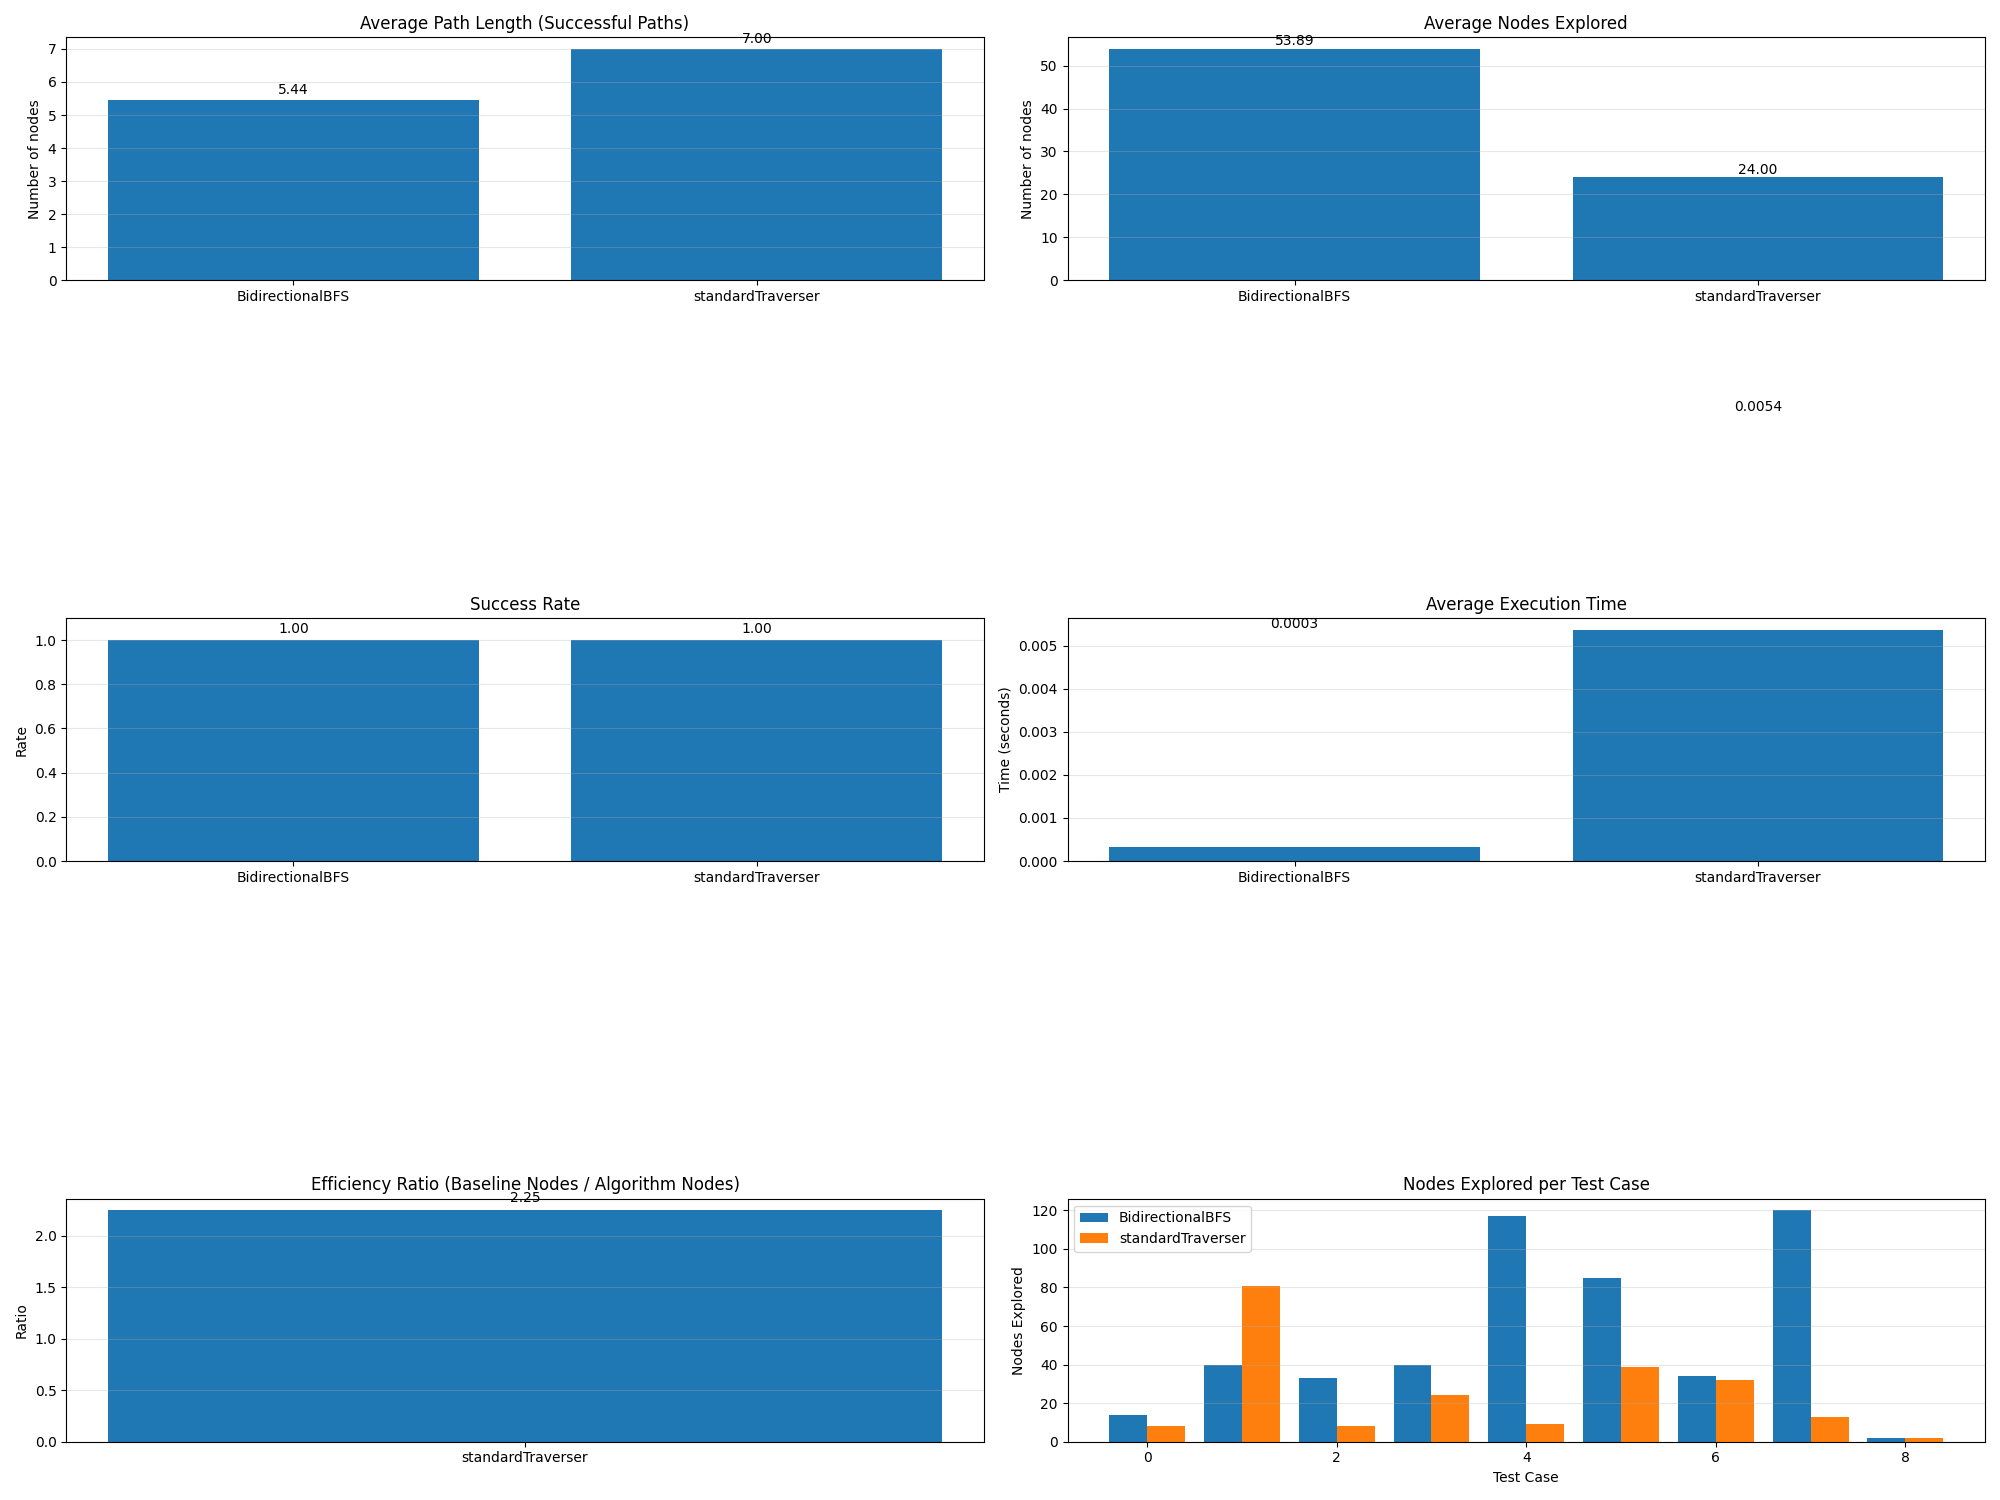 Average Path Length (Successful Paths)
7.00
5.44
Number of nodes
7
6
5
4
3
2
1
0
BidirectionalBFS
standardTraverser
Average Nodes Explored
53.89
24.00
Number of nodes
50
40
30
20
10
0
BidirectionalBFS
standardTraverser
0.0054
Success Rate
1.00
1.00
Rate
1.0
0.8
0.6
0.4
0.2
0.0
BidirectionalBFS
standardTraverser
Average Execution Time
0.0003
Time (seconds)
0.005
0.004
0.003
0.002
0.001
0.000
BidirectionalBFS
standardTraverser
Efficiency Ratio (Baseline Nodes / Algorithm Nodes)
2.25
Ratio
2.0
1.5
1.0
0.5
0.0
standardTraverser
Nodes Explored per Test Case
BidirectionalBFS
standardTraverser
Nodes Explored
120
100
80
60
40
20
0
0
2
4
6
8
Test Case